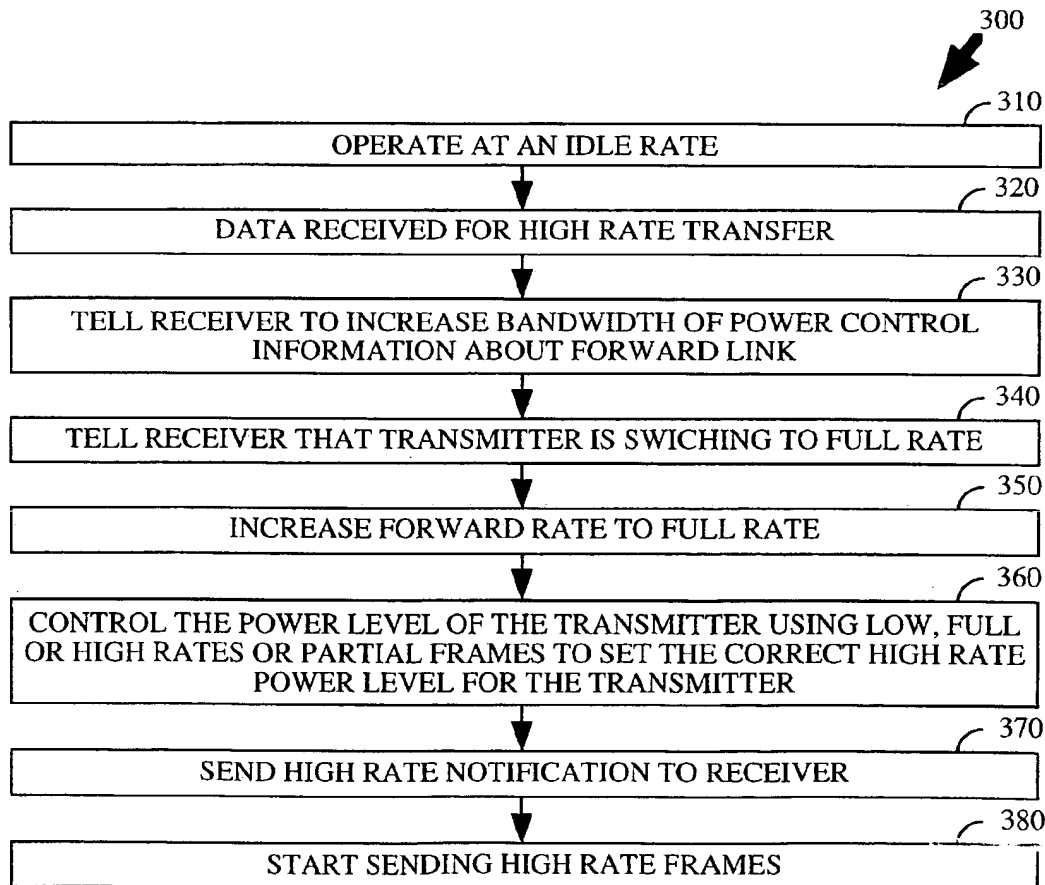 300
310
OPERATE AT AN IDLE RATE
320
DATA RECEIVED FOR HIGH RATE TRANSFER
330
TELL RECEIVER TO INCREASE BANDWIDTH OF POWER CONTROL
INFORMATION ABOUT FORWARD LINK
340
TELL RECEIVER THAT TRANSMITTER IS SWICHING TO FULL RATE
350
INCREASE FORWARD RATE TO FULL RATE
360
CONTROL THE POWER LEVEL OF THE TRANSMITTER USING LOW, FULL
OR HIGH RATES OR PARTIAL FRAMES TO SET THE CORRECT HIGH RATE
POWER LEVEL FOR THE TRANSMITTER
370
SEND HIGH RATE NOTIFICATION TO RECEIVER
380
START SENDING HIGH RATE FRAMES